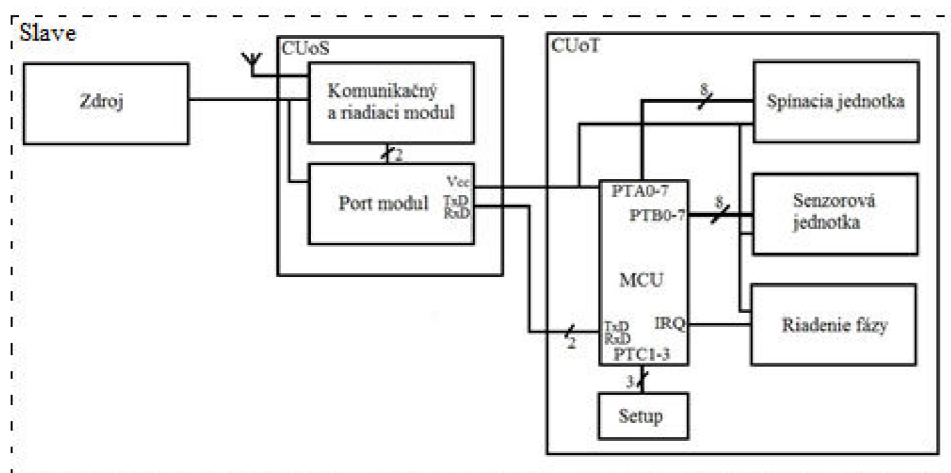 Slave
CUoS
CUoT
Zdroj
Komunikačný
a riadiaci modul
2
Port modul
Vcc
TxD
RxD
8
Spínacia jednotka
PTA0-7
PTB0-7
8
Senzorová
jednotka
MCU
TxD
RxD
2
IRQ
PTC1-3
Riadenie fázy
3
Setup